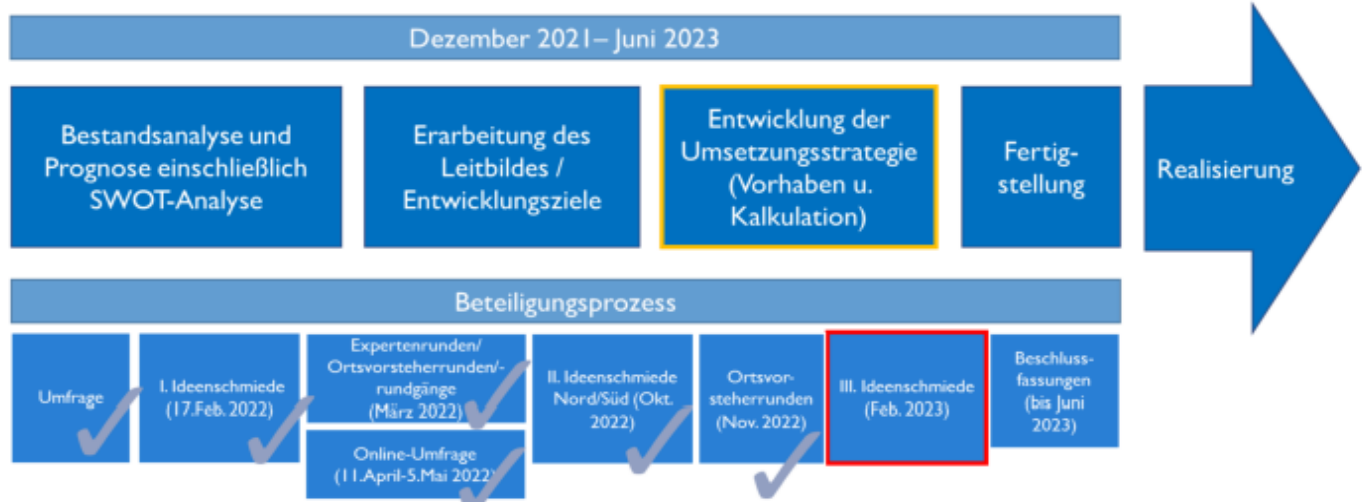 Dezember 2021– Juni 2023
Bestandsanalyse und
Prognose einschließlich
SWOT-Analyse
Erarbeitung des
Leitbildes /
Entwicklungsziele
Entwicklung der
Umsetzungsstrategie
(Vorhaben u.
Kalkulation)
Fertig-
stellung
Realisierung
Beteiligungsprozess
Umfrage
I. Ideenschmiede
(17.Feb. 2022)
Expertenrunden/
Ortsvorsteherrunden/-
rundgänge
(März 2022)
Online-Umfrage
(11.April-5.Mai 2022)
II. Ideenschmiede
Nord/Süd (Okt.
2022)
Ortsvor-
steherrunden
(Nov. 2022)
III. Ideenschmiede
(Feb. 2023)
Beschluss-
fassungen
(bis Juni
2023)